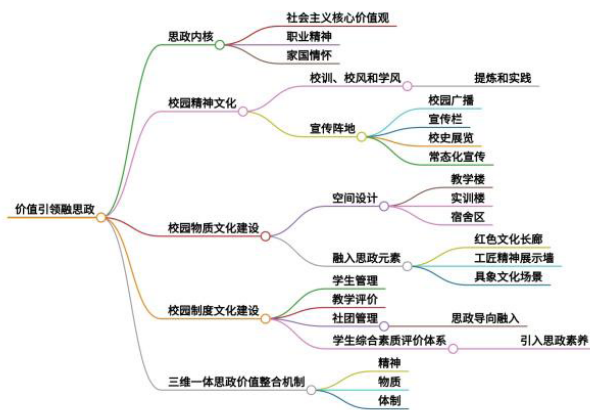 价值引领融思政
思政内核
社会主义核心价值观
职业精神
家国情怀
校园精神文化
校训、校风和学风
提炼和实践
宣传阵地
校园广播
宣传栏
校史展览
常态化宣传
校园物质文化建设
空间设计
教学楼
实训楼
宿舍区
融入思政元素
红色文化长廊
工匠精神展示墙
具象文化场景
校园制度文化建设
学生管理
教学评价
社团管理
思政导向融入
学生综合素质评价体系
引入思政素养
三维一体思政价值整合机制
精神
物质
体制